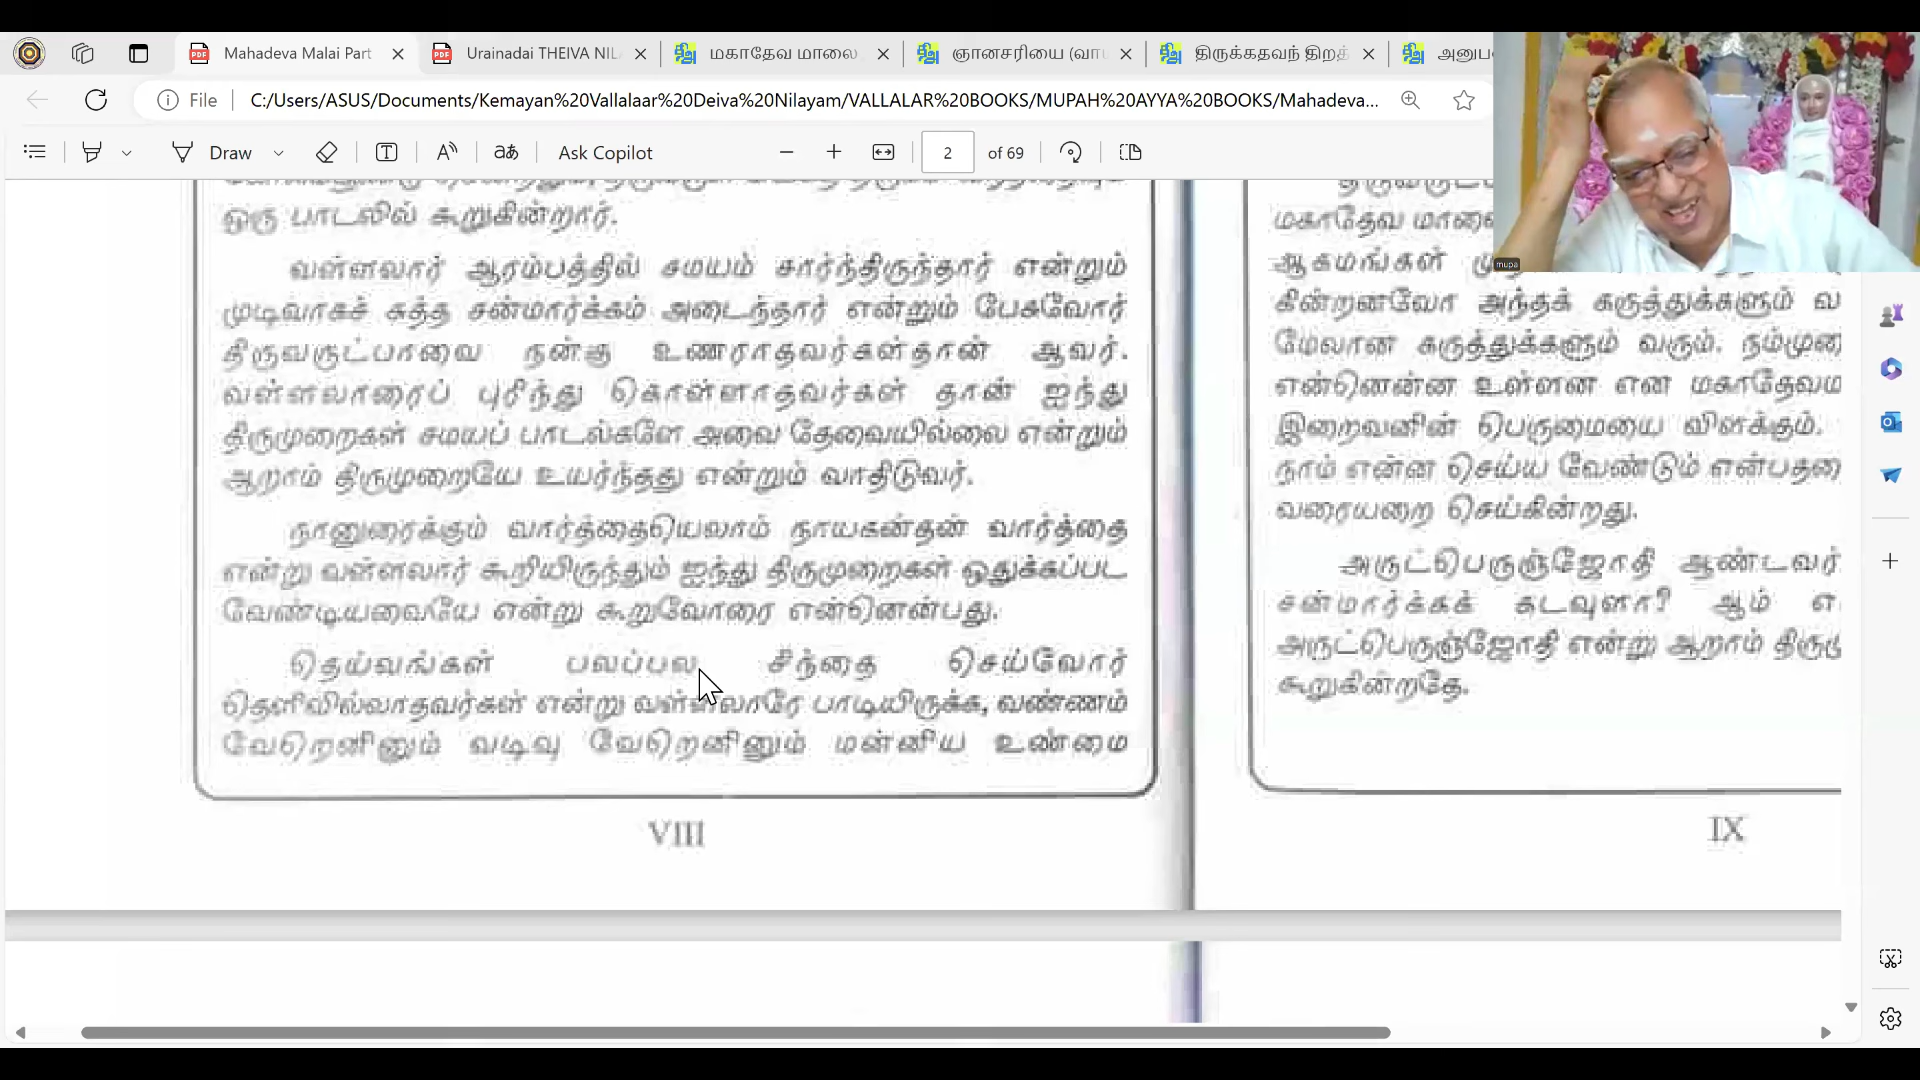 Mahadeva Malai Part
Urainadai THEIVA NIL
மகாதேவ மாலை
ஞானசரியை (வாய
திருக்கதவந் திறத்
அனுப
File
C:/Users/ASUS/Documents/Kemayan%20Vallalaar%20Deiva%20Nilayam/VALLALAR%20BOOKS/MUPAH%20AYYA%20BOOKS/Mahadeva...
Draw
Ask Copilot
2 of 69
ஒரு பாடலில் கூறுகின்றார்.
வள்ளலார் ஆரம்பத்தில் சமயம் சார்ந்திருந்தார் என்றும்
முடிவாகச் சுத்த சன்மார்க்கம் அடைந்தார் என்றும் பேசுவோர்
திருவருட்பாவை நன்கு உணராதவர்கள்தான் ஆவர்.
வள்ளலாரைப் புரிந்து கொள்ளாதவர்கள் தான் ஐந்து
திருமுறைகள் சமயப் பாடல்களே அவை தேவையில்லை என்றும்
ஆறாம் திருமுறையே உயர்ந்தது என்றும் வாதிடுவர்.
நானுரைக்கும் வார்த்தையெலாம் நாயகன்தன் வார்த்தை
என்று வள்ளலார் கூறியிருந்தும் ஐந்து திருமுறைகள் ஒதுக்கப்பட
வேண்டியவையே என்று கூறுவோரை என்னென்பது.
தெய்வங்கள் பலப்பல சிந்தை செய்வோர்
தெளிவில்லாதவர்கள் என்று வள்ளலாரே பாடியிருக்க, வண்ணம்
வேறெனினும் வடிவு வேறெனினும் மன்னிய உண்மை
VIII
மகாதேவ மாலை
ஆகமங்கள்
கின்றனவோ அந்தக் கருத்துக்களும் வ
மேலான கருத்துக்களும் வரும். நம்முன
என்னென்ன உள்ளன என மகாதேவம
இறைவனின் பெருமையை விளக்கும்.
நாம் என்ன செய்ய வேண்டும் என்பதை
வரையறை செய்கின்றது.
அருட்பெருஞ்ஜோதி ஆண்டவர்
சன்மார்க்கக் கடவுளா? ஆம் எ
அருட்பெருஞ்ஜோதி என்று ஆறாம் திரு
கூறுகின்றதே.
IX
mupa